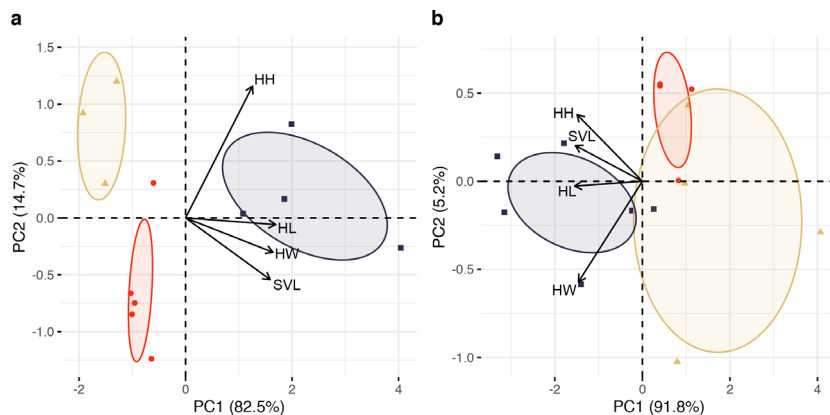 a
1.5
1.0
0.5
0.0
-0.5
-1.0
PC2 (14.7%)
HH
HL
HW
SVL
-2
0
2
4
PC1 (82.5%)
b
0.5
0.0
-0.5
-1.0
PC2 (5.2%)
HH
SVL
HL
HW
-2
0
2
4
PC1 (91.8%)